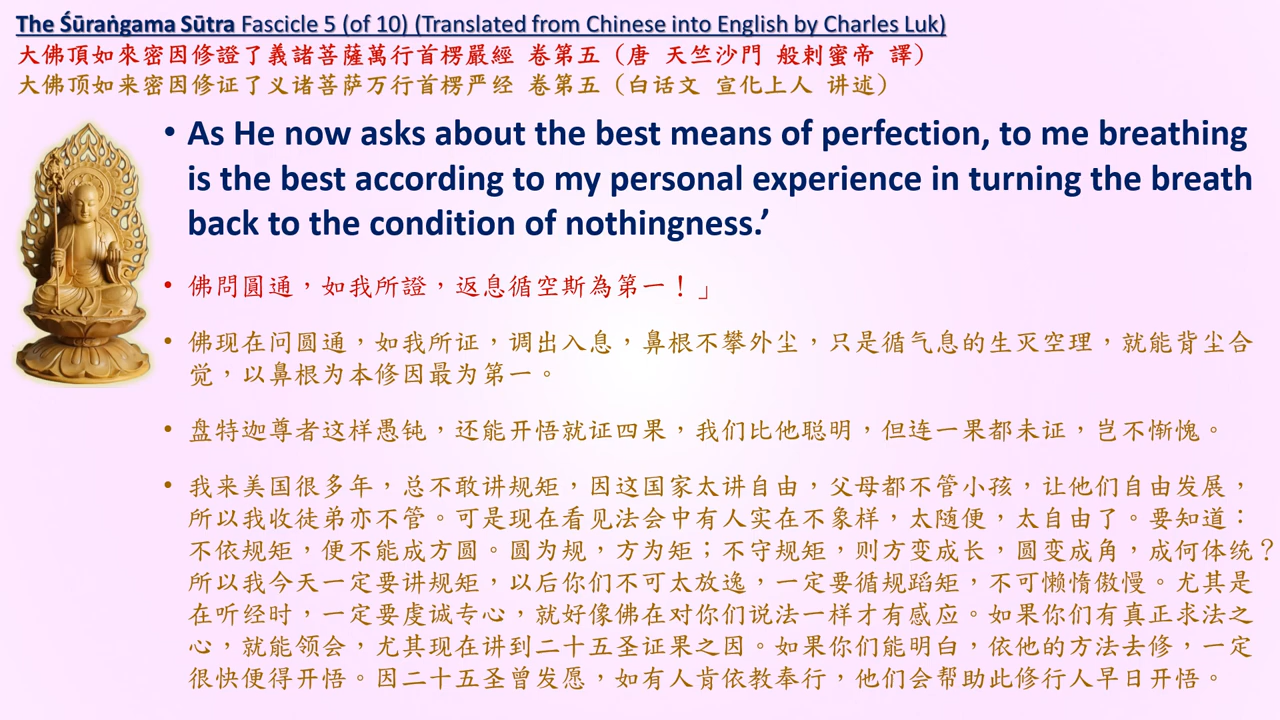 The Śūraṅgama Sūtra Fascicle 5 (of 10) (Translated from Chinese into English by Charles Luk)
大佛頂如來密因修證了義諸菩薩萬行首楞嚴經 卷第五（唐 天竺沙門 般剌蜜帝 譯）
大佛顶如来密因修证了义诸菩萨万行首楞严经 卷第五（白话文 宣化上人 讲述）
• As He now asks about the best means of perfection, to me breathing
is the best according to my personal experience in turning the breath
back to the condition of nothingness.’
• 佛問圓通，如我所證，返息循空斯為第一！」
• 佛现在问圆通，如我所证，调出入息，鼻根不攀外尘，只是循气息的生灭空理，就能背尘合
觉，以鼻根为本修因最为第一。
• 盘特迦尊者这样愚钝，还能开悟就证四果，我们比他聪明，但连一果都未证，岂不惭愧。
• 我来美国很多年，总不敢讲规矩，因这国家太讲自由，父母都不管小孩，让他们自由发展，
所以我收徒弟亦不管。可是现在看见法会中有人实在不象样，太随便，太自由了。要知道：
不依规矩，便不能成方圆。圆为规，方为矩；不守规矩，则方变成长，圆变成角，成何体统？
所以我今天一定要讲规矩，以后你们不可太放逸，一定要循规蹈矩，不可懒惰傲慢。尤其是
在听经时，一定要虔诚专心，就好像佛在对你们说法一样才有感应。如果你们有真正求法之
心，就能领会，尤其现在讲到二十五圣证果之因。如果你们能明白，依他的方法去修，一定
很快便得开悟。因二十五圣曾发愿，如有人肯依教奉行，他们会帮助此修行人早日开悟。